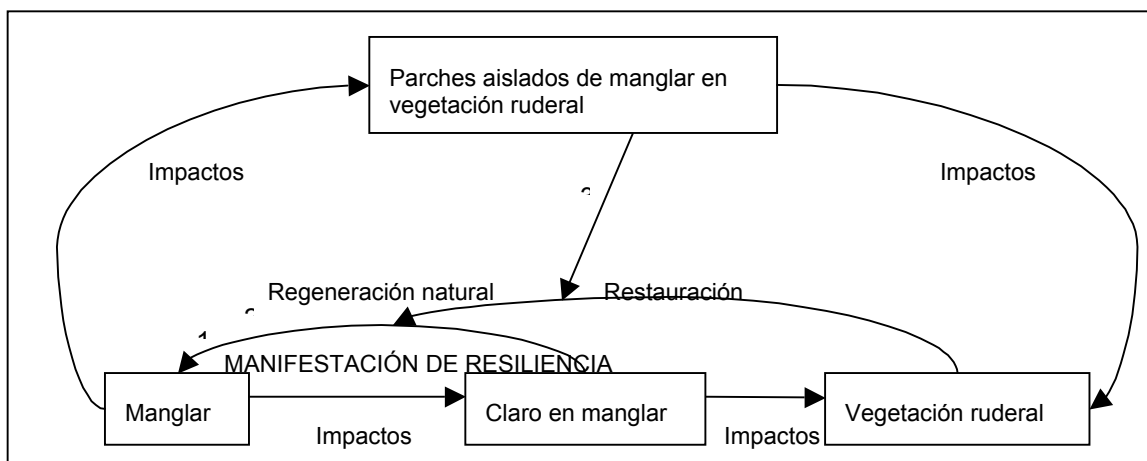 Parches aislados de manglar en
vegetación ruderal
Impactos
Impactos
Regeneración natural
Restauración
MANIFESTACIÓN DE RESILIENCIA
Manglar
Claro en manglar
Vegetación ruderal
Impactos
Impactos